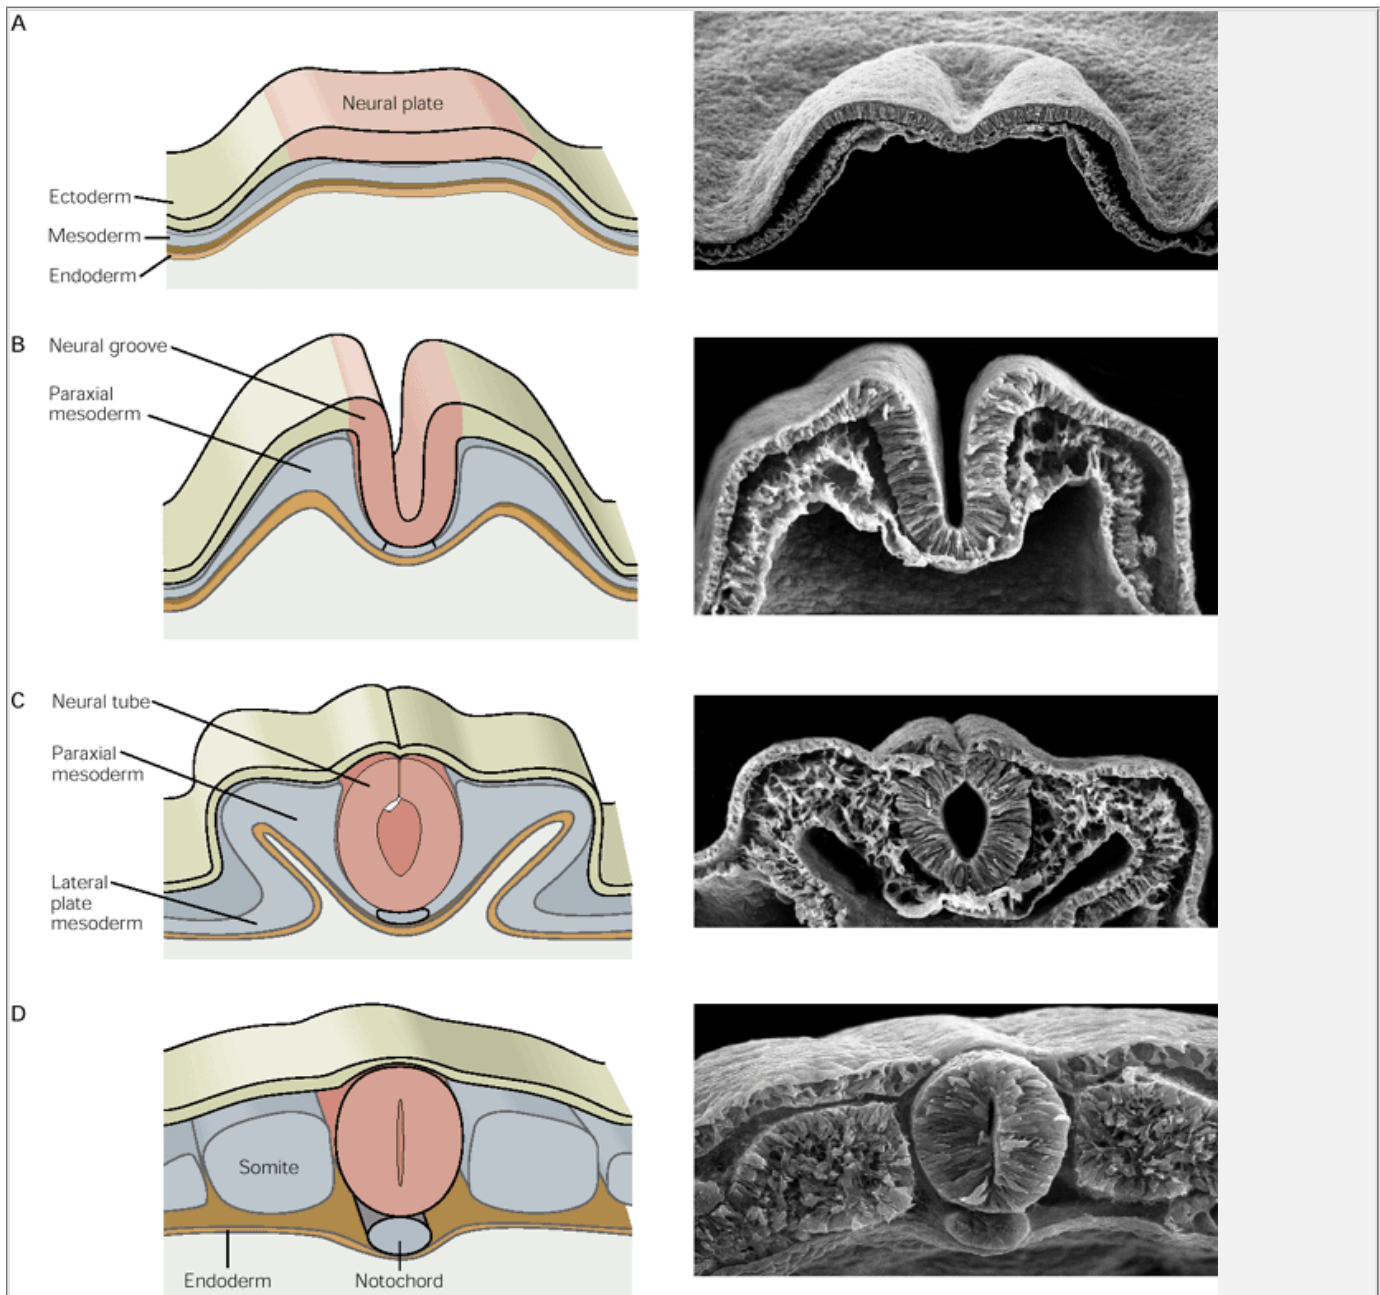 A
Neural plate
Ectoderm
Mesoderm
Endoderm
B
Neural groove
Paraxial
mesoderm
C
Neural tube
Paraxial
mesoderm
Lateral
plate
mesoderm
D
Somite
Endoderm
Notochord